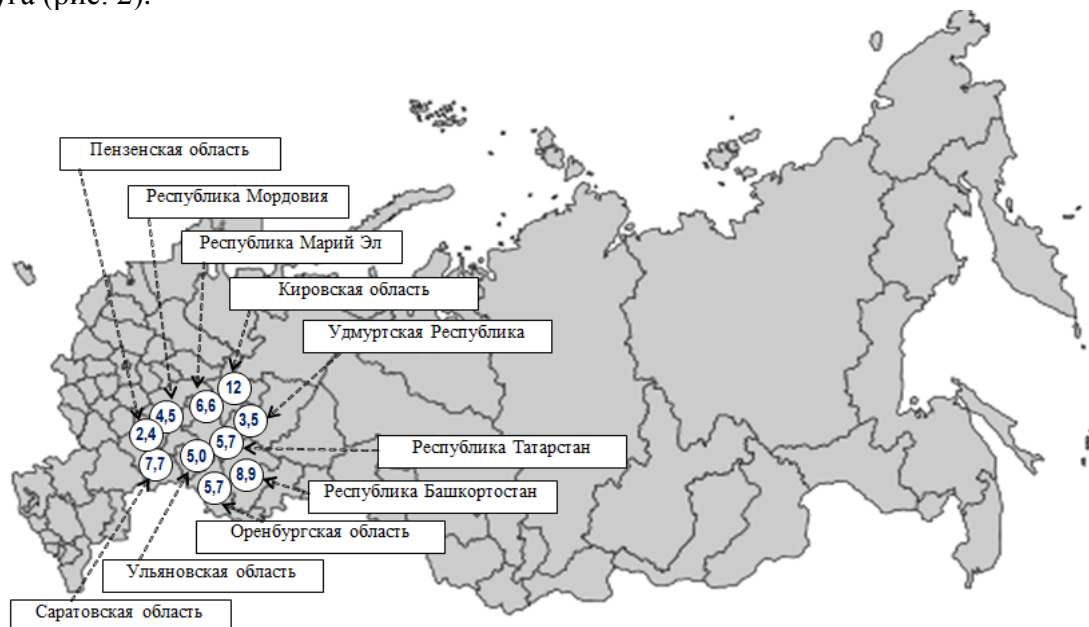 (рис. 2).
Пензенская область
Республика Мордовия
Республика Марий Эл
Кировская область
Удмуртская Республика
12
6,6
4,5
3,5
2,4
5,7
5,0
7,7
8,9
5,7
Республика Татарстан
Республика Башкортостан
Оренбургская область
Ульяновская область
Саратовская область